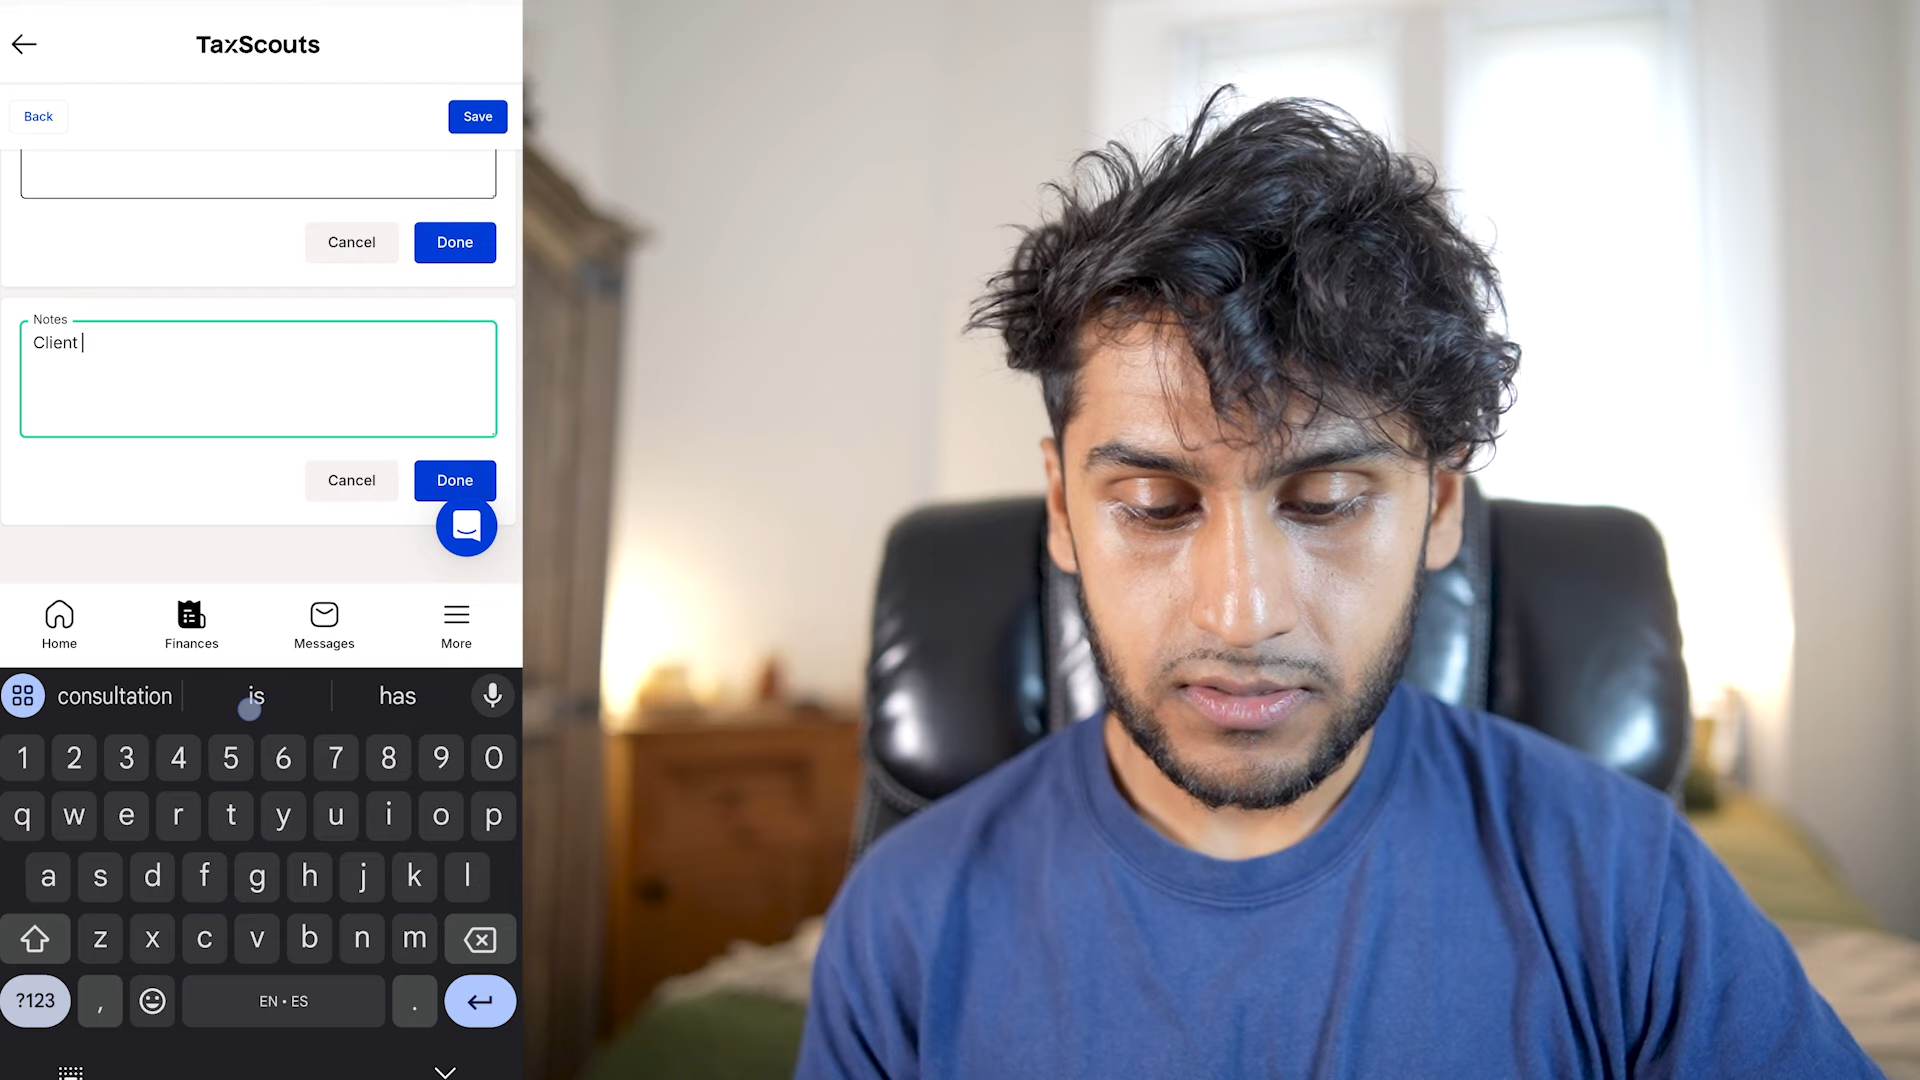 TaxScouts
Back
Save
Cancel
Done
Notes
Client
Cancel
Done
Home
Finances
Messages
More
consultation
is
has
1 2 3 4 5 6 7 8 9 0
q w e r t y u i o p
a s d f g h j k l
z x c v b n m
?123 , EN • ES .